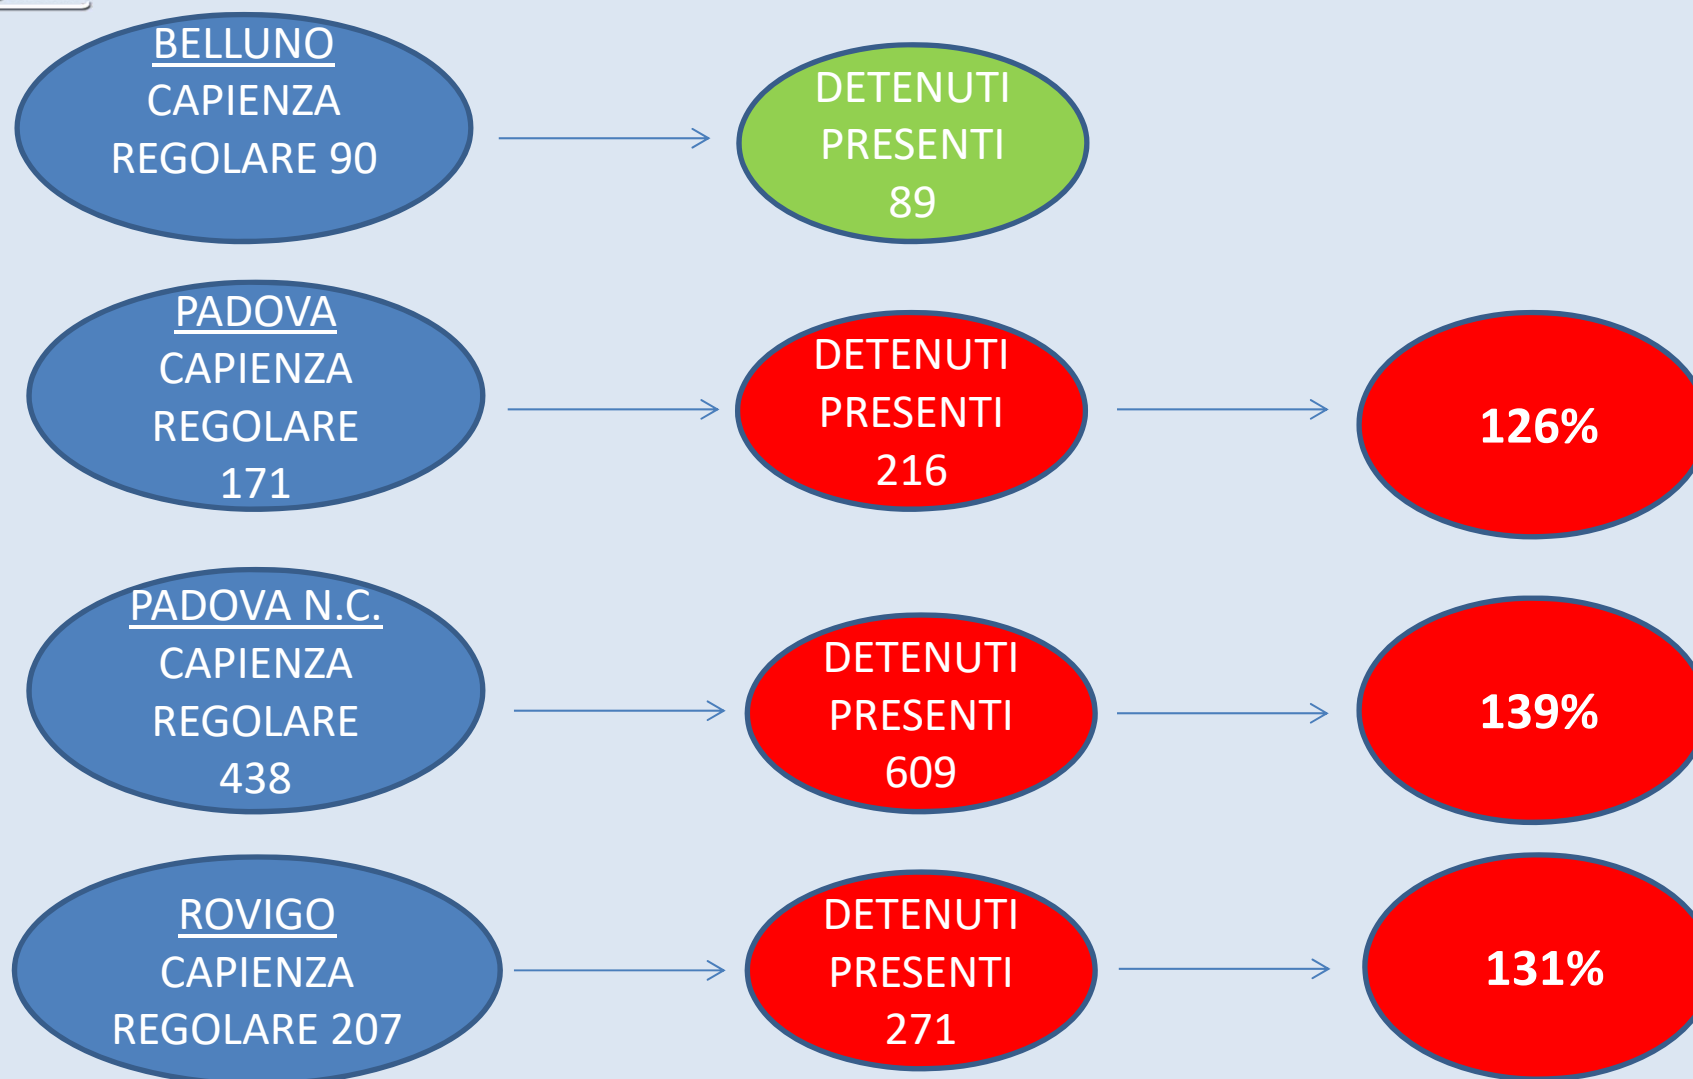 BELLUNO
CAPIENZA
REGOLARE 90
DETENUTI
PRESENTI
89
PADOVA
CAPIENZA
REGOLARE
171
DETENUTI
PRESENTI
216
126%
PADOVA N.C.
CAPIENZA
REGOLARE
438
DETENUTI
PRESENTI
609
139%
ROVIGO
CAPIENZA
REGOLARE 207
DETENUTI
PRESENTI
271
131%